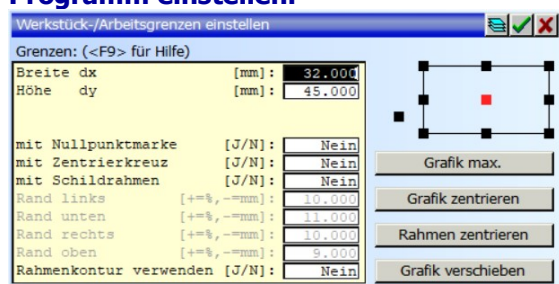 Programm einstellen:
Werkstück-/Arbeitsgrenzen einstellen
Grenzen: (<F9> für Hilfe)
Breite dx [mm]: 32.000
Höhe dy [mm]: 45.000
mit Nullpunktmarke [J/N]: Nein
mit Zentrierkreuz [J/N]: Nein
mit Schildrahmen [J/N]: Nein
Rand links [+=%,-=mm]: 10.000
Rand unten [+=%,-=mm]: 11.000
Rand rechts [+=%,-=mm]: 10.000
Rand oben [+=%,-=mm]: 9.000
Rahmenkontur verwenden [J/N]: Nein
Grafik max.
Grafik zentrieren
Rahmen zentrieren
Grafik verschieben